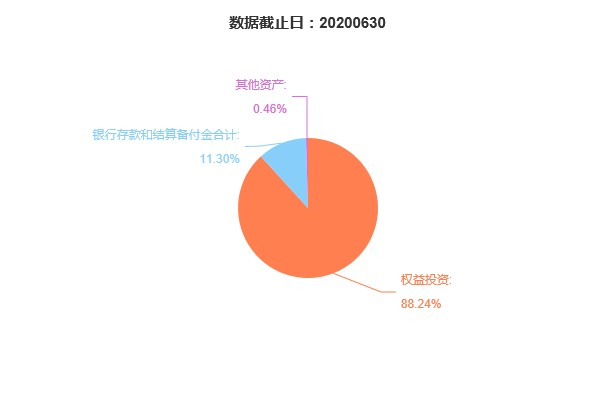 数据截止日：20200630
其他资产:
0.46%
银行存款和结算备付金合计:
11.30%
权益投资:
88.24%